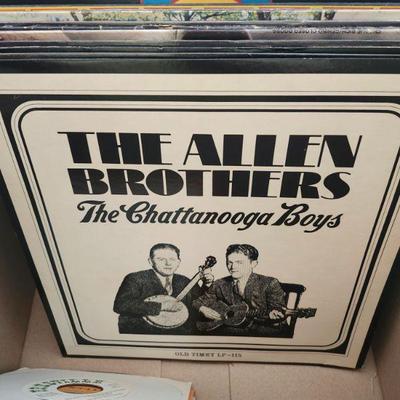 THE ALLEN
BROTHERS
The Chattanooga Boys
OLD TIMEY LP-115